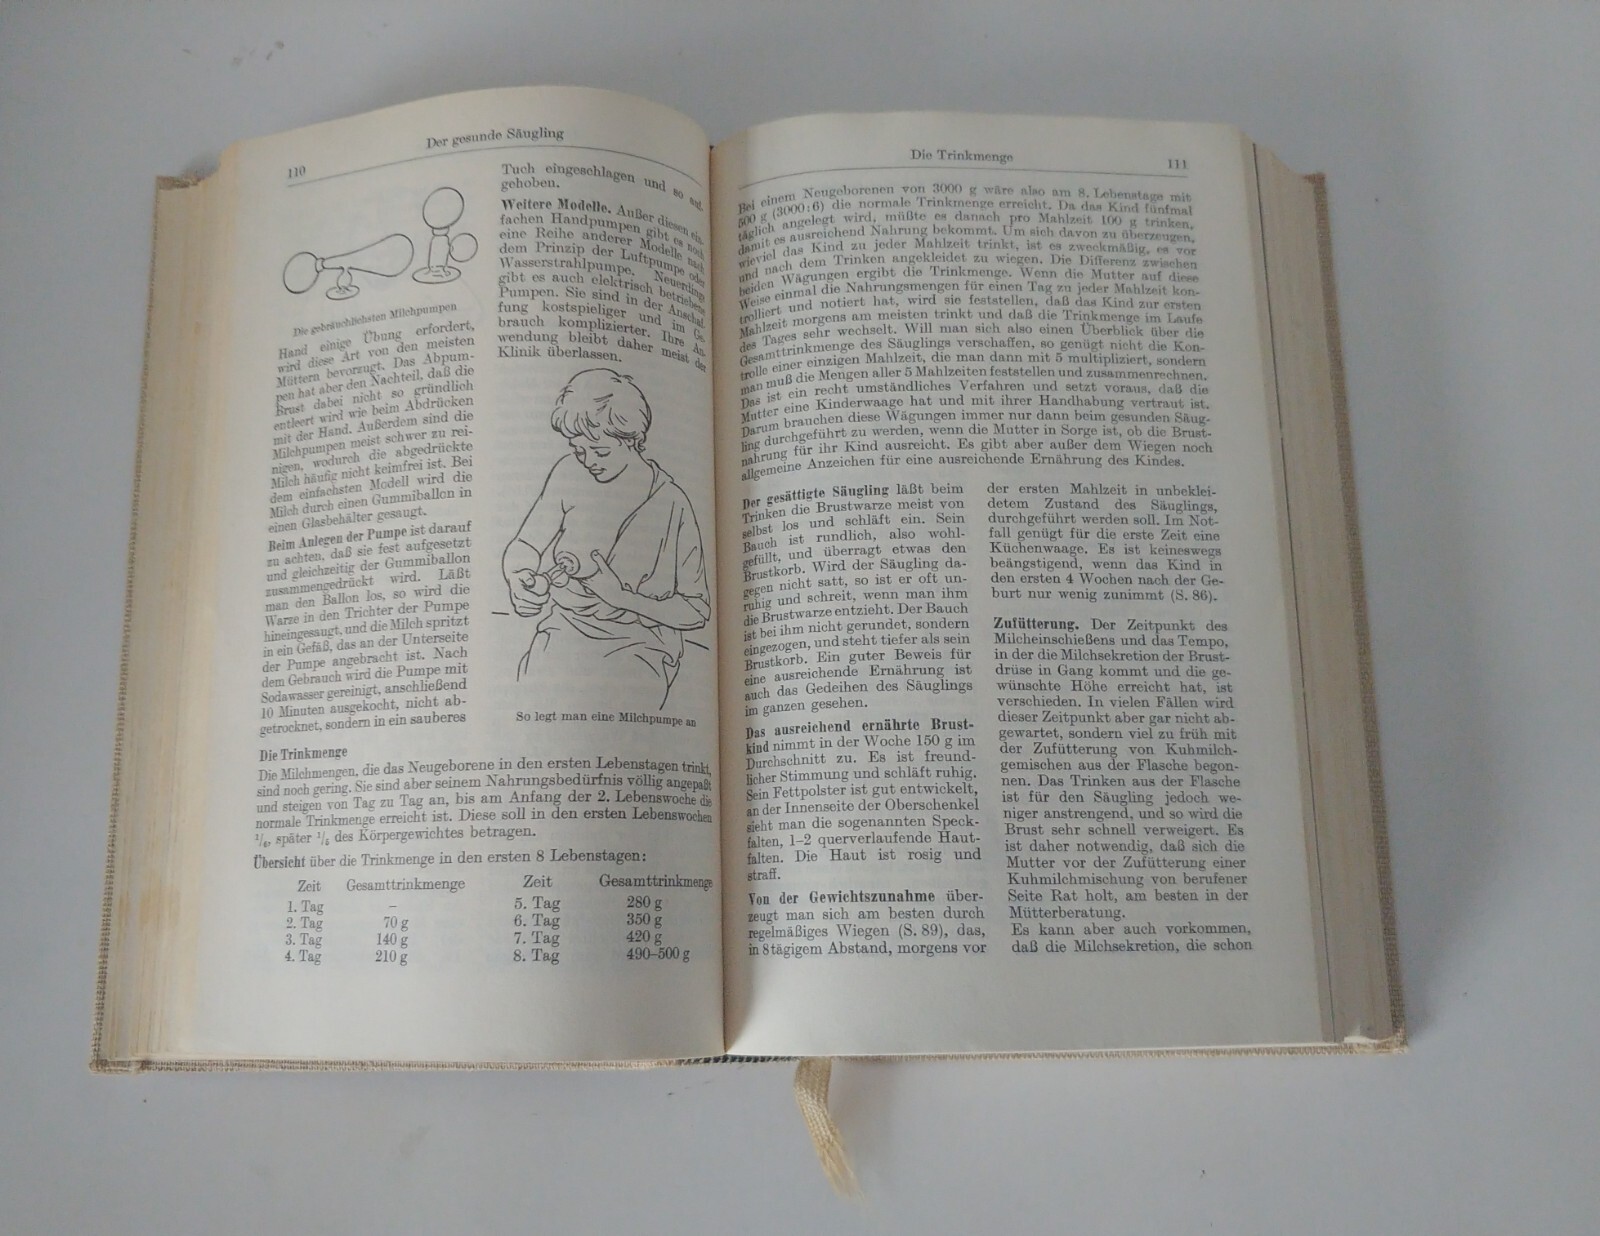 110
Der gesunde Säugling
Die gebräuchlichsten Milchpumpen
Hand einige Übung erfordert,
wird diese Art von den meisten
Müttern bevorzugt. Das Abpum-
pen hat aber den Nachteil, daß die
Brust dabei nicht so gründlich
entleert wird wie beim Abdrücken
mit der Hand. Außerdem sind die
Milchpumpen meist schwer zu rei-
nigen, wodurch die abgedrückte
Milch häufig nicht keimfrei ist. Bei
dem einfachsten Modell wird die
Milch durch einen Gummiballon in
einen Glasbehälter gesaugt.
Beim Anlegen der Pumpe ist darauf
zu achten, daß sie fest aufgesetzt
und gleichzeitig der Gummiballon
zusammengedrückt wird. Läßt
man den Ballon los, so wird die
Warze in den Trichter der Pumpe
hineingesaugt, und die Milch spritzt
in ein Gefäß, das an der Unterseite
der Pumpe angebracht ist. Nach
dem Gebrauch wird die Pumpe mit
Sodawasser gereinigt, anschließend
10 Minuten ausgekocht, nicht ab-
getrocknet, sondern in ein sauberes
Tuch eingeschlagen und so auf-
gehoben.
Weitere Modelle. Außer diesen ein-
fachen Handpumpen gibt es noch
eine Reihe anderer Modelle nach
dem Prinzip der Luftpumpe oder
Wasserstrahlpumpe. Neuerdings
gibt es auch elektrisch betriebene
Pumpen. Sie sind in der Anschaf-
fung kostspieliger und im Ge-
brauch komplizierter. Ihre An-
wendung bleibt daher meist der
Klinik überlassen.
So legt man eine Milchpumpe an
Die Trinkmenge
Die Milchmengen, die das Neugeborene in den ersten Lebenstagen trinkt,
sind noch gering. Sie sind aber seinem Nahrungsbedürfnis völlig angepaßt
und steigen von Tag zu Tag an, bis am Anfang der 2. Lebenswoche die
normale Trinkmenge erreicht ist. Diese soll in den ersten Lebenswochen
1/6, später 1/5 des Körpergewichtes betragen.
Übersicht über die Trinkmenge in den ersten 8 Lebenstagen:
Zeit Gesamttrinkmenge Zeit Gesamttrinkmenge
1. Tag – 5. Tag 280 g
2. Tag 70 g 6. Tag 350 g
3. Tag 140 g 7. Tag 420 g
4. Tag 210 g 8. Tag 490–500 g
Die Trinkmenge
111
Bei einem Neugeborenen von 3000 g wäre also am 8. Lebenstage mit
500 g (3000:6) die normale Trinkmenge erreicht. Da das Kind fünfmal
täglich angelegt wird, müßte es danach pro Mahlzeit 100 g trinken,
damit es ausreichend Nahrung bekommt. Um sich davon zu überzeugen,
wieviel das Kind zu jeder Mahlzeit trinkt, ist es zweckmäßig, es vor
und nach dem Trinken angekleidet zu wiegen. Die Differenz zwischen
beiden Wägungen ergibt die Trinkmenge. Wenn die Mutter auf diese
Weise einmal die Nahrungsmengen für einen Tag zu jeder Mahlzeit kon-
trolliert und notiert hat, wird sie feststellen, daß das Kind zur ersten
Mahlzeit morgens am meisten trinkt und daß die Trinkmenge im Laufe
des Tages sehr wechselt. Will man sich also einen Überblick über die
Gesamttrinkmenge des Säuglings verschaffen, so genügt nicht die Kon-
trolle einer einzigen Mahlzeit, die man dann mit 5 multipliziert, sondern
man muß die Mengen aller 5 Mahlzeiten feststellen und zusammenrechnen.
Das ist ein recht umständliches Verfahren und setzt voraus, daß die
Mutter eine Kinderwaage hat und mit ihrer Handhabung vertraut ist.
Darum brauchen diese Wägungen immer nur dann beim gesunden Säug-
ling durchgeführt zu werden, wenn die Mutter in Sorge ist, ob die Brust-
nahrung für ihr Kind ausreicht. Es gibt aber außer dem Wiegen noch
allgemeine Anzeichen für eine ausreichende Ernährung des Kindes.
Der gesättigte Säugling läßt beim
Trinken die Brustwarze meist von
selbst los und schläft ein. Sein
Bauch ist rundlich, also wohl-
gefüllt, und überragt etwas den
Brustkorb. Wird der Säugling da-
gegen nicht satt, so ist er oft un-
ruhig und schreit, wenn man ihm
die Brustwarze entzieht. Der Bauch
ist bei ihm nicht gerundet, sondern
eingezogen, und steht tiefer als sein
Brustkorb. Ein guter Beweis für
eine ausreichende Ernährung ist
auch das Gedeihen des Säuglings
im ganzen gesehen.
Das ausreichend ernährte Brust-
kind nimmt in der Woche 150 g im
Durchschnitt zu. Es ist freund-
licher Stimmung und schläft ruhig.
Sein Fettpolster ist gut entwickelt,
an der Innenseite der Oberschenkel
sieht man die sogenannten Speck-
falten, 1–2 querverlaufende Haut-
falten. Die Haut ist rosig und
straff.
Von der Gewichtszunahme über-
zeugt man sich am besten durch
regelmäßiges Wiegen (S. 89), das,
in 8tägigem Abstand, morgens vor
der ersten Mahlzeit in unbeklei-
detem Zustand des Säuglings,
durchgeführt werden soll. Im Not-
fall genügt für die erste Zeit eine
Küchenwaage. Es ist keineswegs
beängstigend, wenn das Kind in
den ersten 4 Wochen nach der Ge-
burt nur wenig zunimmt (S. 86).
Zufütterung. Der Zeitpunkt des
Milcheinschießens und das Tempo,
in der die Milchsekretion der Brust-
drüse in Gang kommt und die ge-
wünschte Höhe erreicht hat, ist
verschieden. In vielen Fällen wird
dieser Zeitpunkt aber gar nicht ab-
gewartet, sondern viel zu früh mit
der Zufütterung von Kuhmilch-
gemischen aus der Flasche begon-
nen. Das Trinken aus der Flasche
ist für den Säugling jedoch we-
niger anstrengend, und so wird die
Brust sehr schnell verweigert. Es
ist daher notwendig, daß sich die
Mutter vor der Zufütterung einer
Kuhmilchmischung von berufener
Seite Rat holt, am besten in der
Mütterberatung.
Es kann aber auch vorkommen,
daß die Milchsekretion, die schon